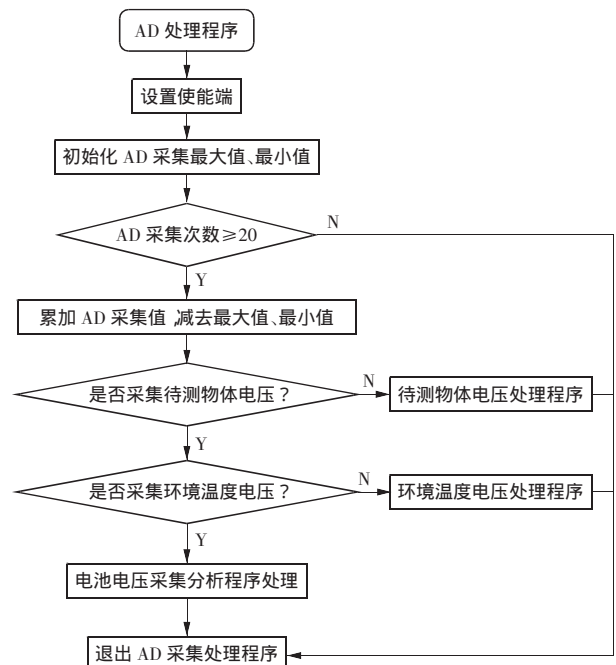 AD 处理程序
设置使能端
初始化 AD 采集最大值、最小值
AD 采集次数≥20
N
Y
累加 AD 采集值,减去最大值、最小值
是否采集待测物体电压?
N
待测物体电压处理程序
Y
是否采集环境温度电压?
N
环境温度电压处理程序
Y
电池电压采集分析程序处理
退出 AD 采集处理程序